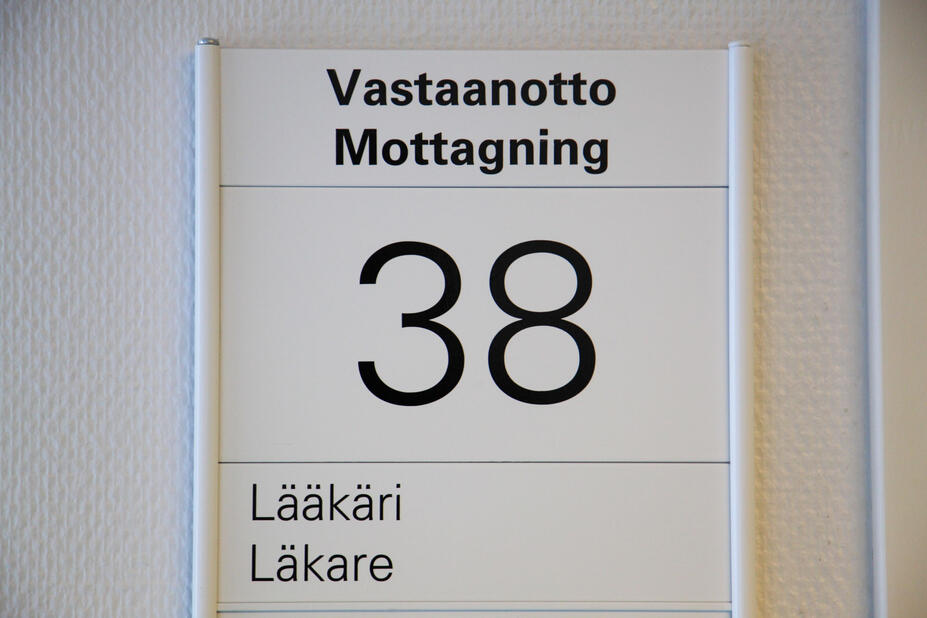 Vastaanotto
Mottagning
38
Lääkäri
Läkare